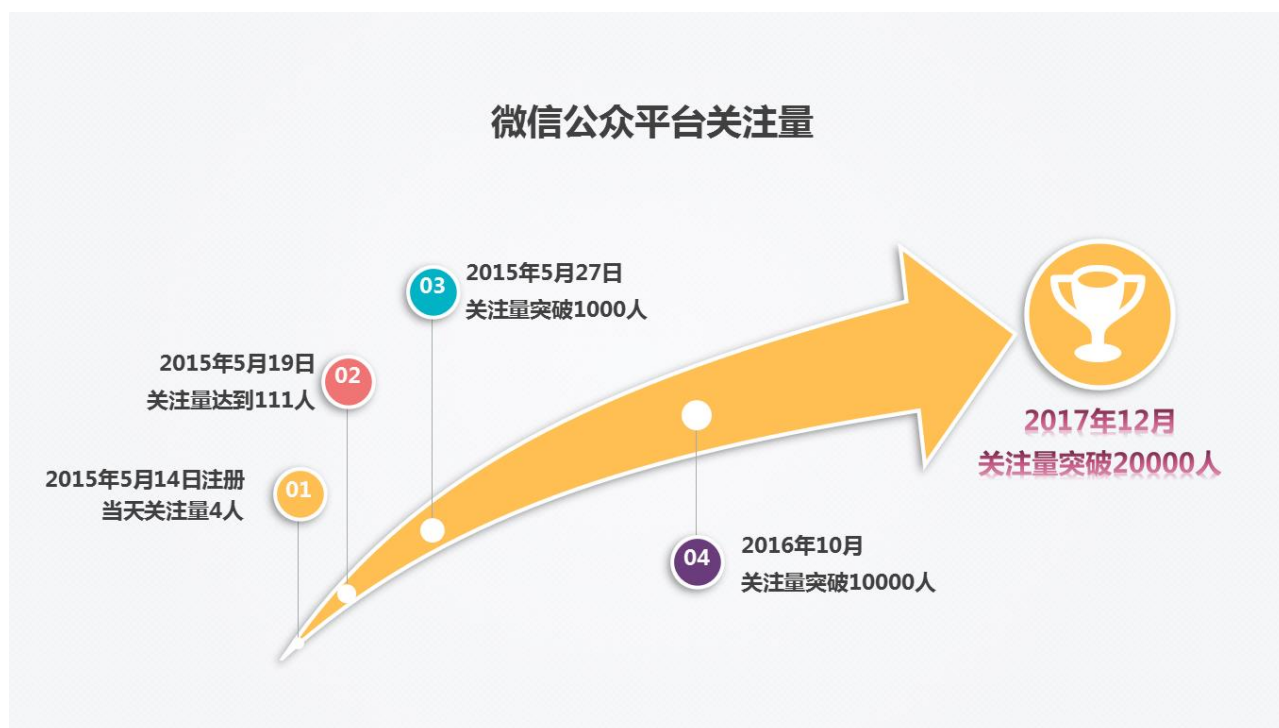 微信公众平台关注量
01
2015年5月14日注册
当天关注量4人
02
2015年5月19日
关注量达到111人
03
2015年5月27日
关注量突破1000人
04
2016年10月
关注量突破10000人
2017年12月
关注量突破20000人